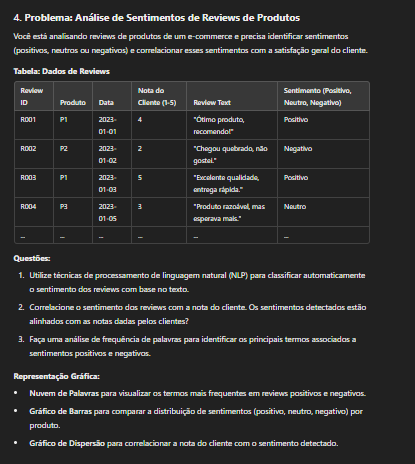 4. Problema: Análise de Sentimentos de Reviews de Produtos
Você está analisando reviews de produtos de um e-commerce e precisa identificar sentimentos
(positivos, neutros ou negativos) e correlacionar esses sentimentos com a satisfação geral do cliente.
Tabela: Dados de Reviews
Review ID | Produto | Data | Nota do Cliente (1-5) | Review Text | Sentimento (Positivo, Neutro, Negativo)
R001 | P1 | 2023-01-01 | 4 | "Ótimo produto, recomendo!" | Positivo
R002 | P2 | 2023-01-02 | 2 | "Chegou quebrado, não gostei." | Negativo
R003 | P1 | 2023-01-03 | 5 | "Excelente qualidade, entrega rápida." | Positivo
R004 | P3 | 2023-01-05 | 3 | "Produto razoável, mas esperava mais." | Neutro
... | ... | ... | ... | ... | ...
Questões:
1. Utilize técnicas de processamento de linguagem natural (NLP) para classificar automaticamente
o sentimento dos reviews com base no texto.
2. Correlacione o sentimento dos reviews com a nota do cliente. Os sentimentos detectados estão
alinhados com as notas dadas pelos clientes?
3. Faça uma análise de frequência de palavras para identificar os principais termos associados a
sentimentos positivos e negativos.
Representação Gráfica:
• Nuvem de Palavras para visualizar os termos mais frequentes em reviews positivos e negativos.
• Gráfico de Barras para comparar a distribuição de sentimentos (positivo, neutro, negativo) por
produto.
• Gráfico de Dispersão para correlacionar a nota do cliente com o sentimento detectado.